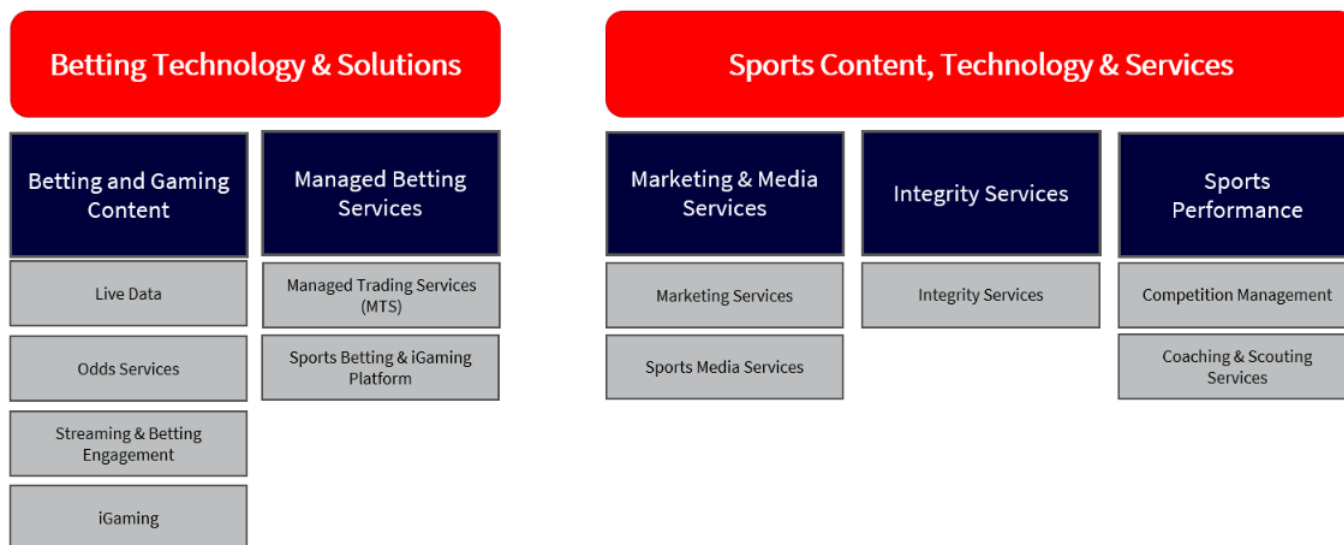 Betting Technology & Solutions
Sports Content, Technology & Services
Betting and Gaming
Content
Managed Betting
Services
Marketing & Media
Services
Integrity Services
Sports
Performance
Live Data
Odds Services
Streaming & Betting
Engagement
iGaming
Managed Trading Services
(MTS)
Sports Betting & iGaming
Platform
Marketing Services
Sports Media Services
Integrity Services
Competition Management
Coaching & Scouting
Services